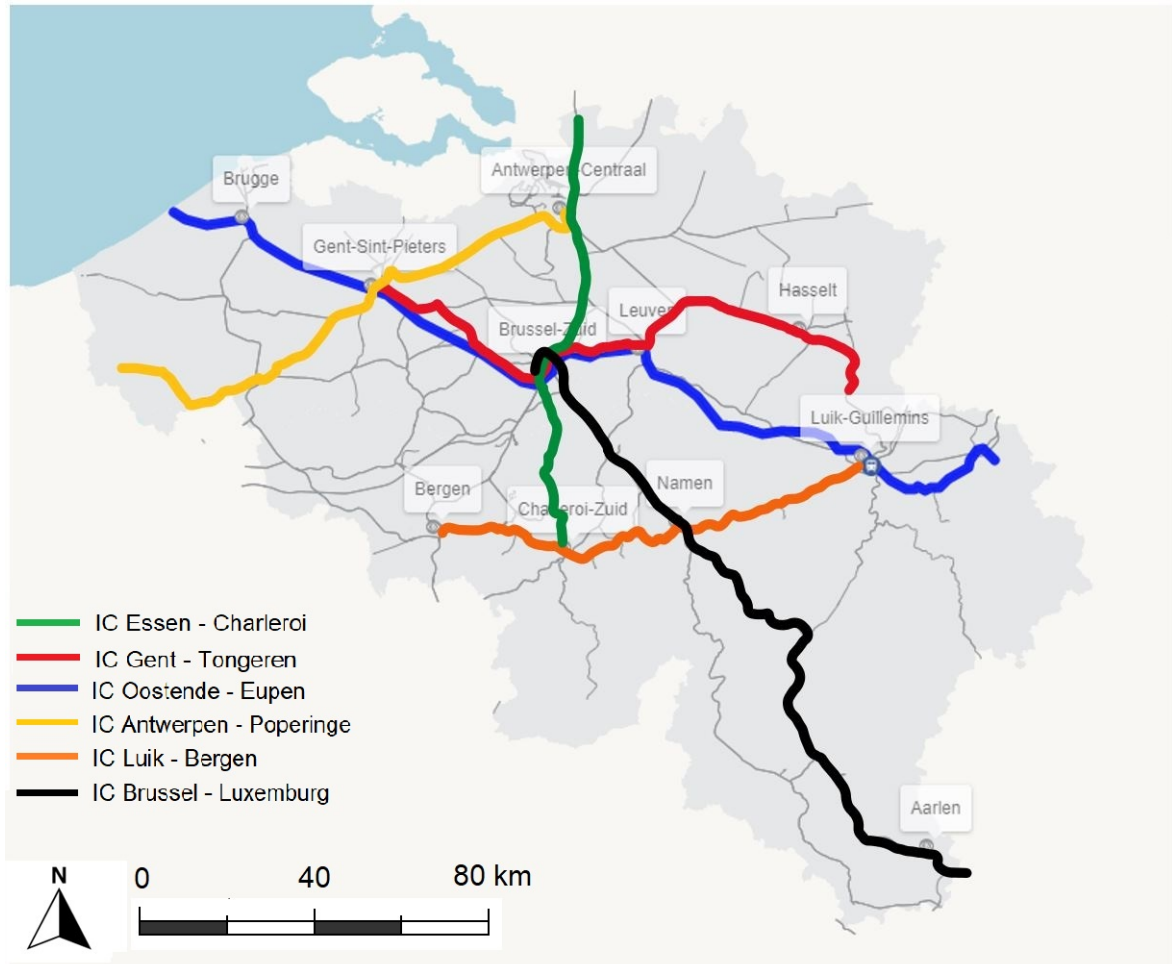 Antwerpen-Centraal
Brugge
Gent-Sint-Pieters
Hasselt
Leuven
Brussel-Zuid
Luik-Guillemins
Namen
Bergen
Charleroi-Zuid
Aarlen
IC Essen - Charleroi
IC Gent - Tongeren
IC Oostende - Eupen
IC Antwerpen - Poperinge
IC Luik - Bergen
IC Brussel - Luxemburg
N
0 40 80 km